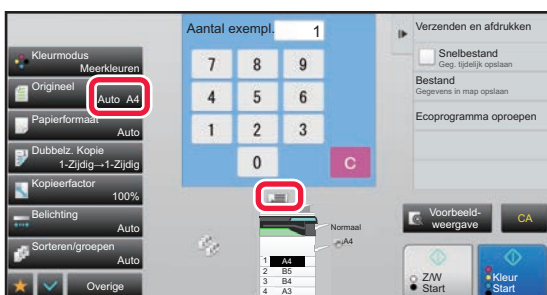 Kleurmodus
Meerkleuren
Origineel
Auto A4
Papierformaat
Auto
Dubbelz. Kopie
1-Zijdig→1-Zijdig
Kopieerfactor
100%
Belichting
Auto
Sorteren/groepen
Auto
Overige
Aantal exempl. 1
7 8 9
4 5 6
1 2 3
0 C
Normaal
A4
1 A4
2 B5
3 B4
4 A3
Verzenden en afdrukken
Snelbestand
Geg. tijdelijk opslaan
Bestand
Gegevens in map opslaan
Ecoprogramma oproepen
Voorbeeld-
weergave
CA
Z/W
Start
Kleur
Start